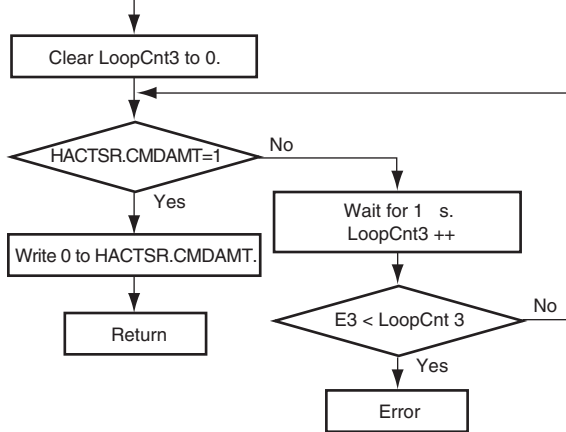 Clear LoopCnt3 to 0.
HACTSR.CMDAMT=1
No
Yes
Wait for 1 s.
LoopCnt3 ++
Write 0 to HACTSR.CMDAMT.
Return
E3 < LoopCnt 3
No
Yes
Error